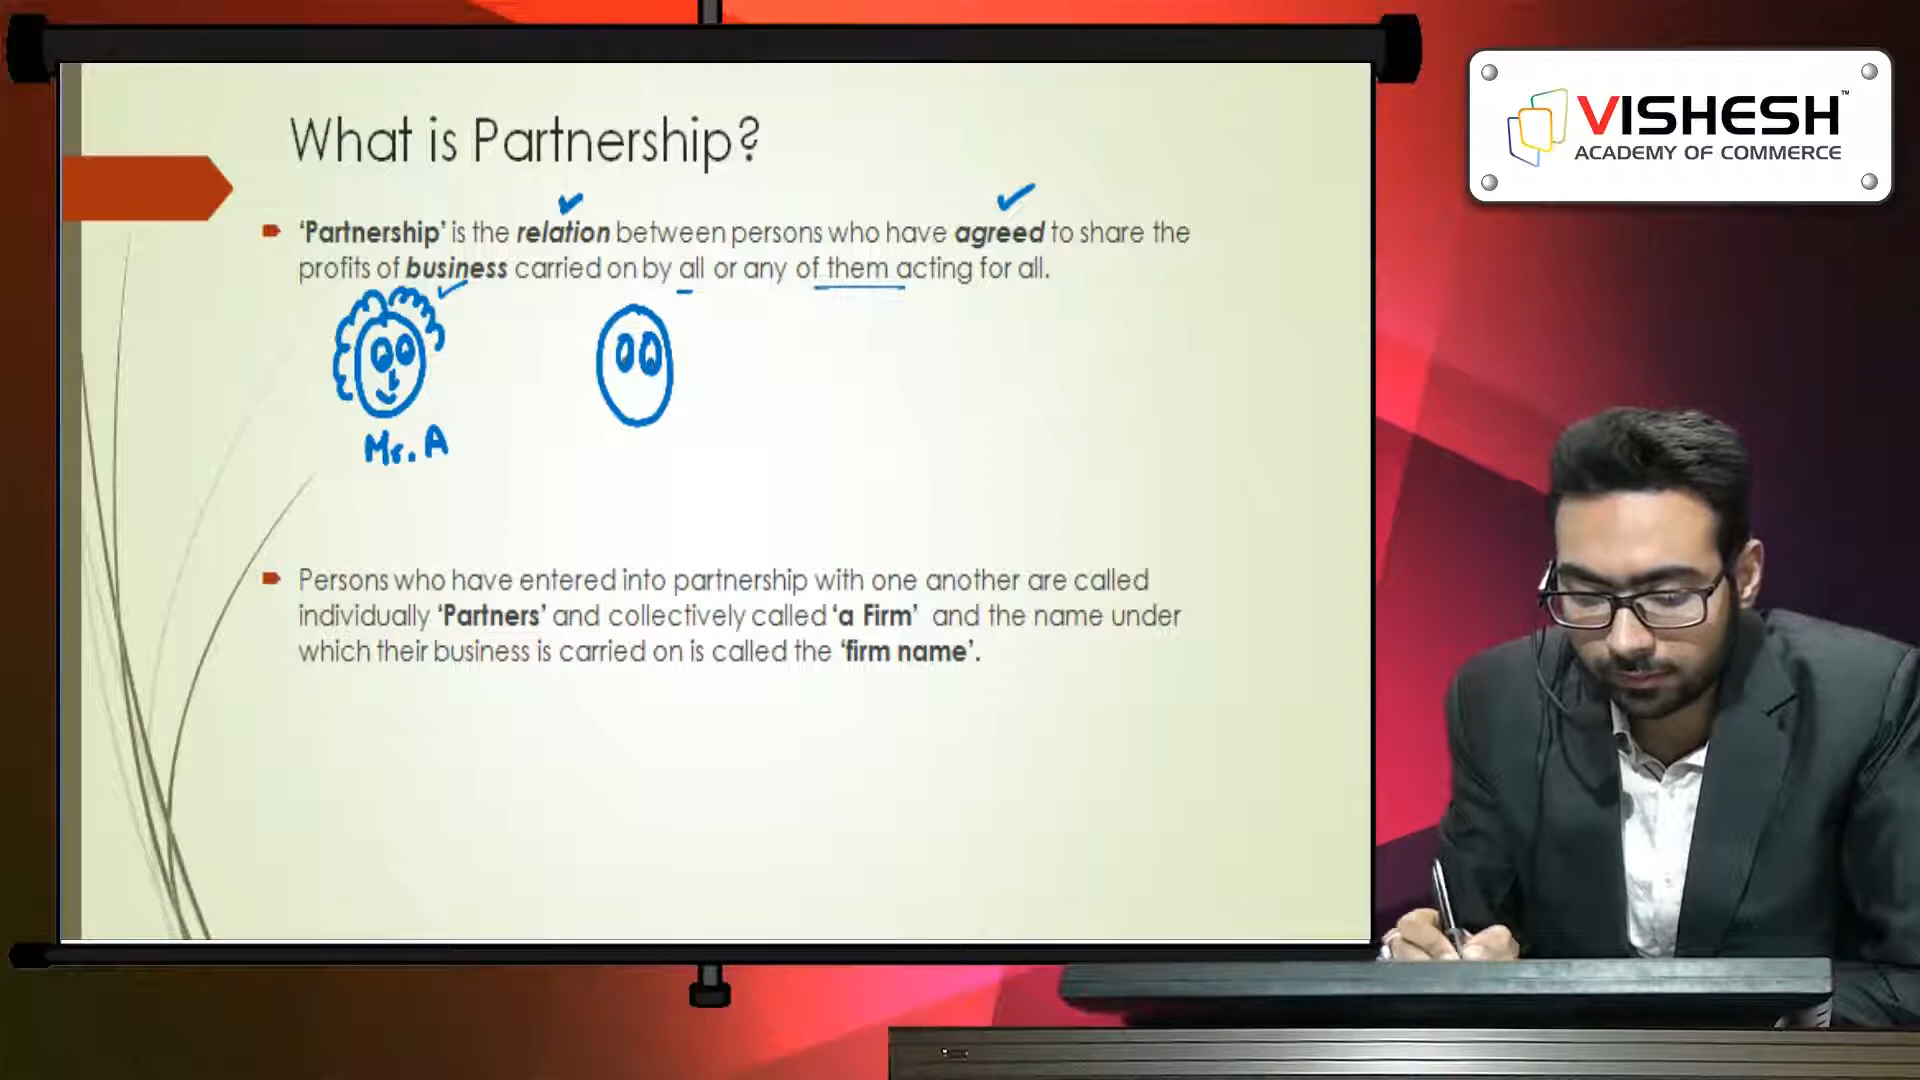 What is Partnership?
‘Partnership’ is the relation between persons who have agreed to share the
profits of business carried on by all or any of them acting for all.
Mr. A
Persons who have entered into partnership with one another are called
individually ‘Partners’ and collectively called ‘a Firm’ and the name under
which their business is carried on is called the ‘firm name’.
VISHESH™
ACADEMY OF COMMERCE